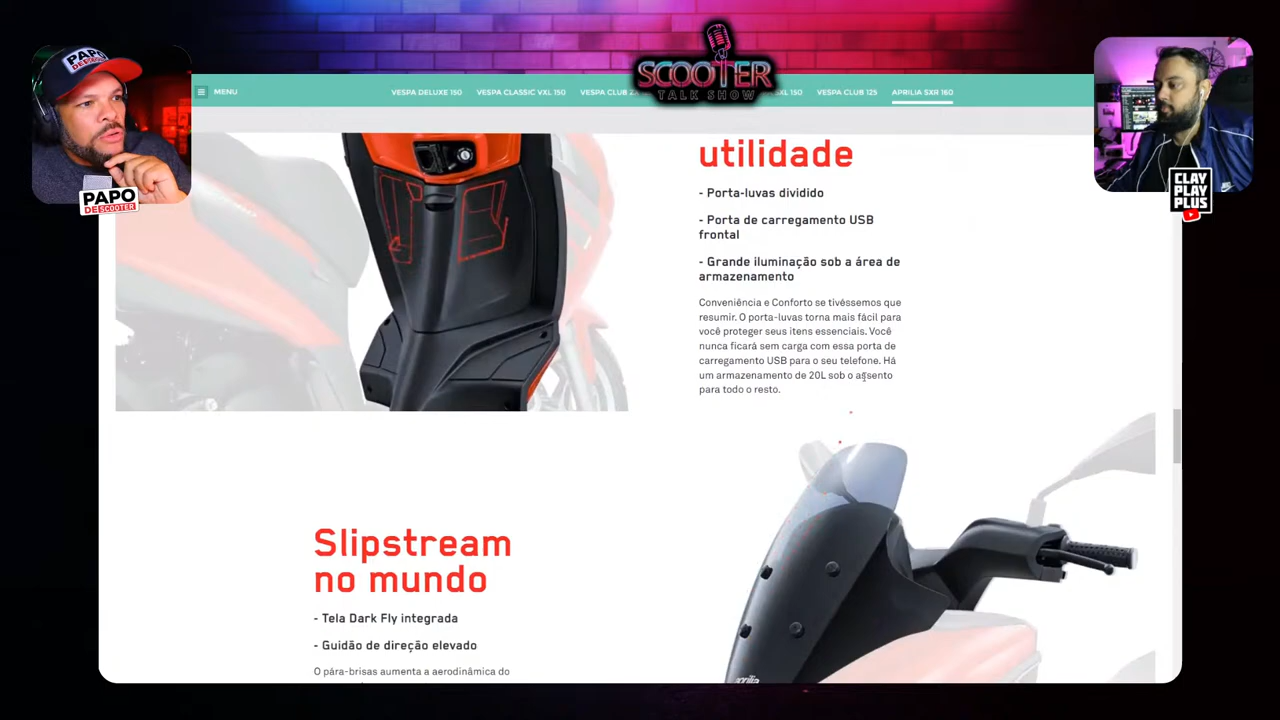 PAPO
DE SCOOTER
SCOOTER
TALK SHOW
MENU
VESPA DELUXE 150
VESPA CLASSIC VXL 150
VESPA CLUB
SXL 150
VESPA CLUB 125
APRILIA SXR 160
PAPO
DE SCOOTER
CLAY
PLAY
PLUS
utilidade
- Porta-luvas dividido
- Porta de carregamento USB
frontal
- Grande iluminação sob a área de
armazenamento
Conveniência e Conforto se tivéssemos que
resumir. O porta-luvas torna mais fácil para
você proteger seus itens essenciais. Você
nunca ficará sem carga com essa porta de
carregamento USB para o seu telefone. Há
um armazenamento de 20L sob o assento
para todo o resto.
Slipstream
no mundo
- Tela Dark Fly integrada
- Guidão de direção elevado
O pára-brisas aumenta a aerodinâmica do